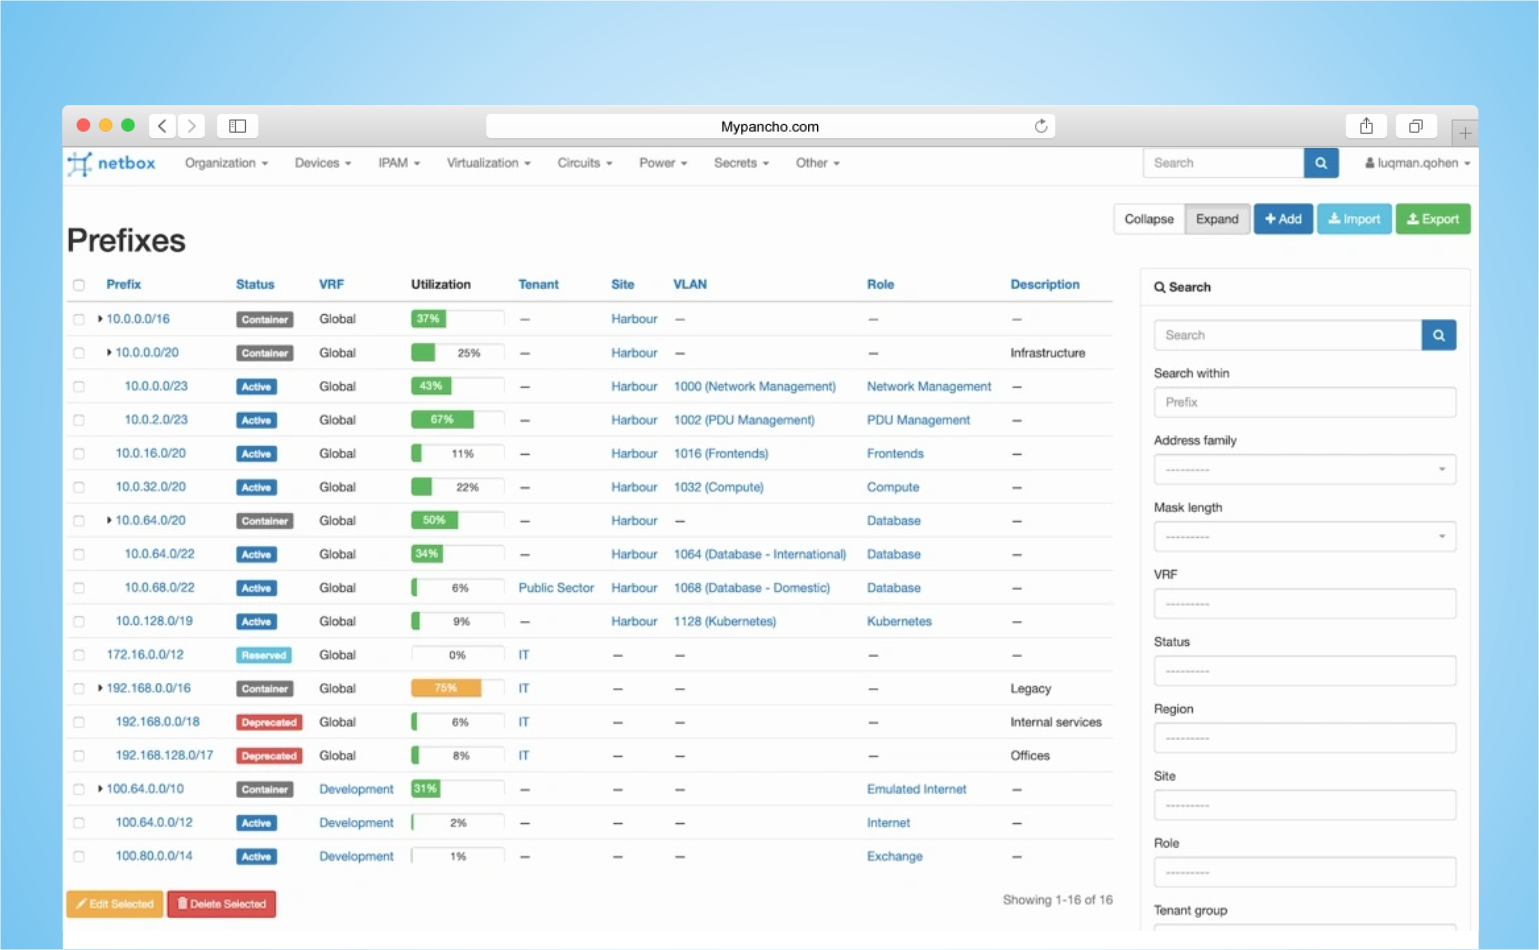 Mypancho.com
netbox Organization Devices IPAM Virtualization Circuits Power Secrets Other Search luqman.qohen
Collapse Expand Add Import Export
Prefixes
Prefix Status VRF Utilization Tenant Site VLAN Role Description
10.0.0.0/16 Container Global 37% — Harbour — — —
10.0.0.0/20 Container Global 25% — Harbour — — Infrastructure
10.0.0.0/23 Active Global 43% — Harbour 1000 (Network Management) Network Management —
10.0.2.0/23 Active Global 67% — Harbour 1002 (PDU Management) PDU Management —
10.0.16.0/20 Active Global 11% — Harbour 1016 (Frontends) Frontends —
10.0.32.0/20 Active Global 22% — Harbour 1032 (Compute) Compute —
10.0.64.0/20 Container Global 50% — Harbour — Database —
10.0.64.0/22 Active Global 34% — Harbour 1064 (Database - International) Database —
10.0.68.0/22 Active Global 6% Public Sector Harbour 1068 (Database - Domestic) Database —
10.0.128.0/19 Active Global 9% — Harbour 1128 (Kubernetes) Kubernetes —
172.16.0.0/12 Reserved Global 0% IT — — — —
192.168.0.0/16 Container Global 75% IT — — — Legacy
192.168.0.0/18 Deprecated Global 6% IT — — — Internal services
192.168.128.0/17 Deprecated Global 8% IT — — — Offices
100.64.0.0/10 Container Development 31% — — — Emulated Internet —
100.64.0.0/12 Active Development 2% — — — Internet —
100.80.0.0/14 Active Development 1% — — — Exchange —
Edit Selected Delete Selected
Showing 1-16 of 16
Search
Search
Search within
Prefix
Address family
---------
Mask length
---------
VRF
---------
Status
---------
Region
---------
Site
---------
Role
---------
Tenant group